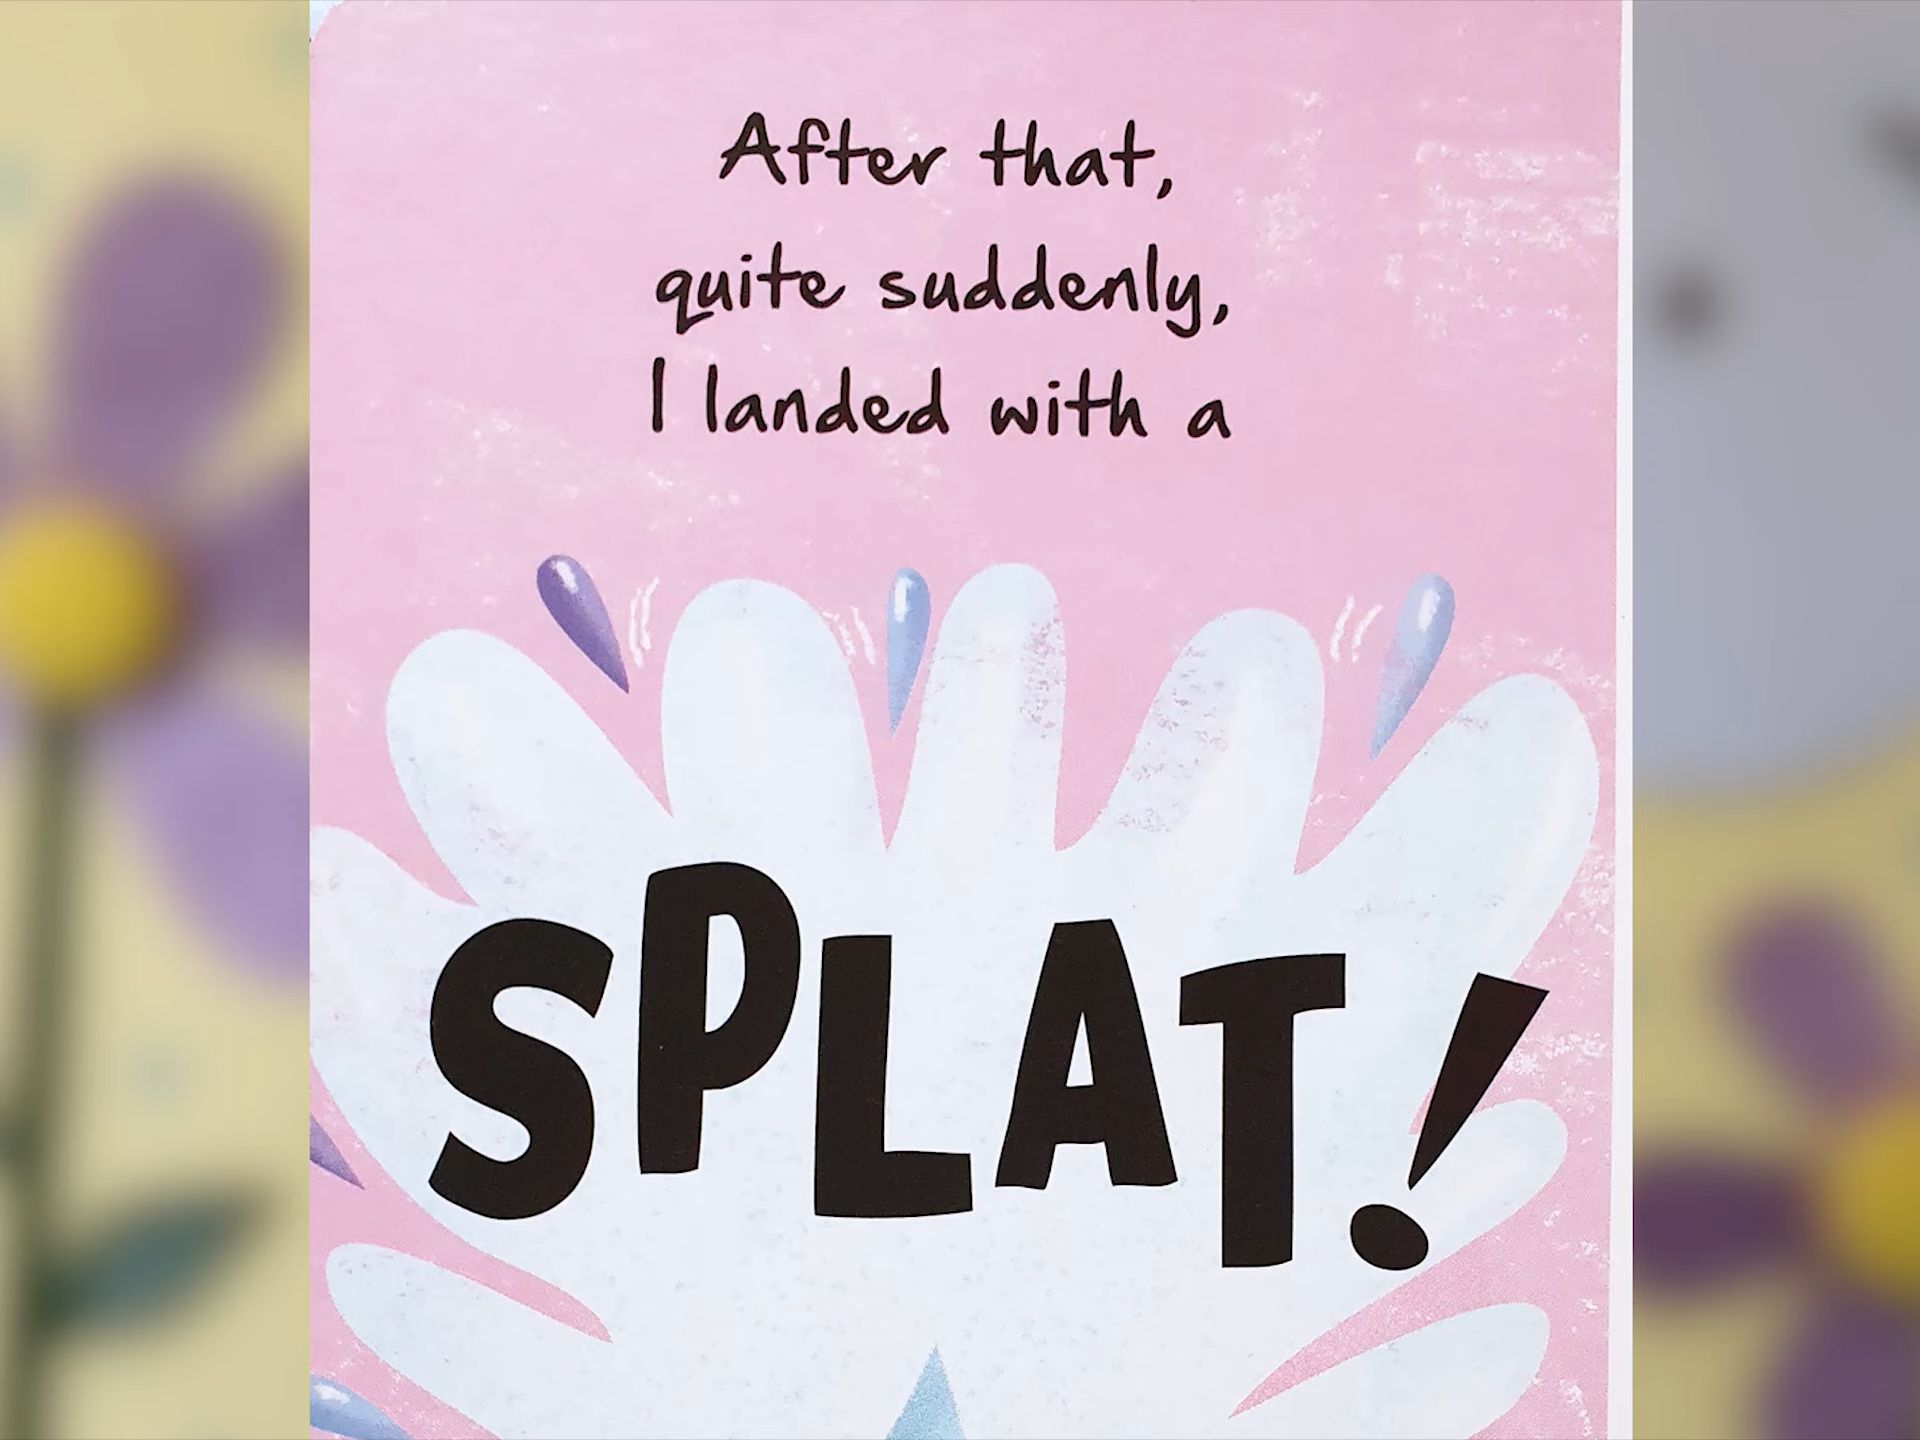 After that,
quite suddenly,
I landed with a
SPLAT!